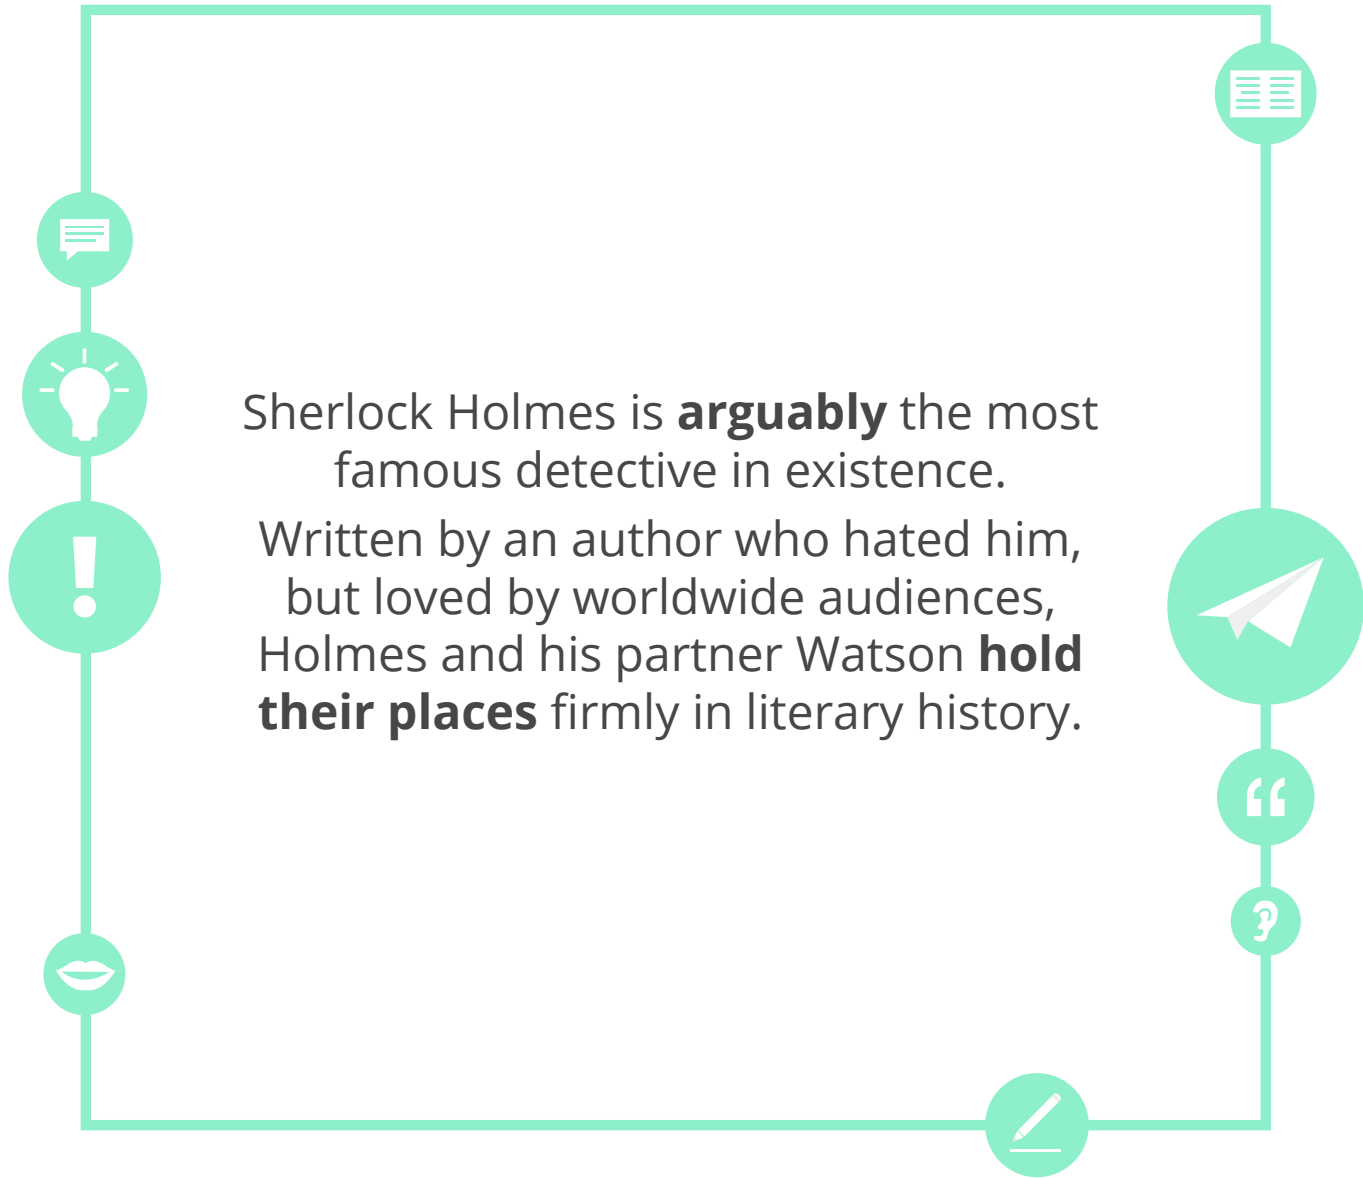 Sherlock Holmes is arguably the most
famous detective in existence.
Written by an author who hated him,
but loved by worldwide audiences,
Holmes and his partner Watson hold
their places firmly in literary history.